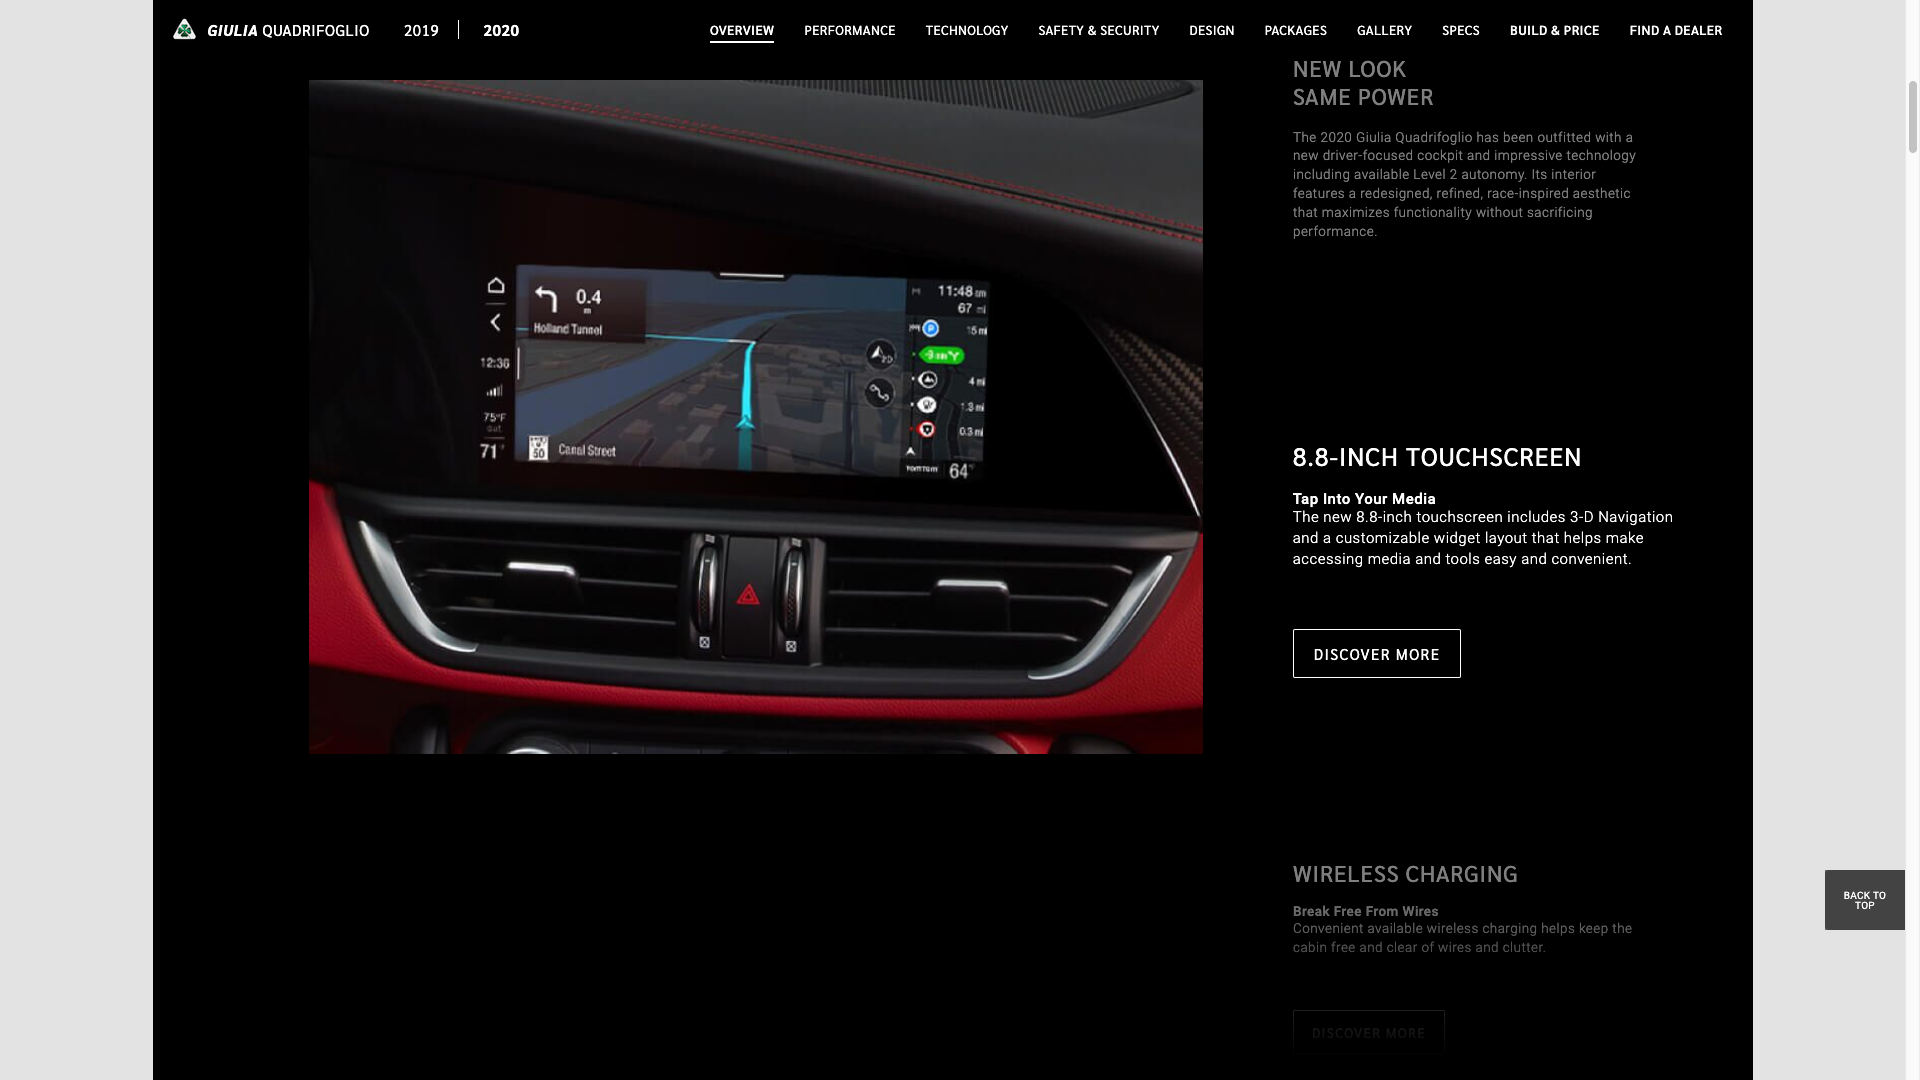 GIULIA QUADRIFOGLIO
2019
2020
OVERVIEW
PERFORMANCE
TECHNOLOGY
SAFETY & SECURITY
DESIGN
PACKAGES
GALLERY
SPECS
BUILD & PRICE
FIND A DEALER
NEW LOOK
SAME POWER
The 2020 Giulia Quadrifoglio has been outfitted with a
new driver-focused cockpit and impressive technology
including available Level 2 autonomy. Its interior
features a redesigned, refined, race-inspired aesthetic
that maximizes functionality without sacrificing
performance.
0.4
Holland Tunnel
11:48 am
67 mi
P
15 mi
12:36
2D
4 mi
1.3 mi
75°F
out
0.3 mi
71°
50
Canal Street
TOMTOM
64°
8.8-INCH TOUCHSCREEN
Tap Into Your Media
The new 8.8-inch touchscreen includes 3-D Navigation
and a customizable widget layout that helps make
accessing media and tools easy and convenient.
DISCOVER MORE
WIRELESS CHARGING
Break Free From Wires
Convenient available wireless charging helps keep the
cabin free and clear of wires and clutter.
DISCOVER MORE
BACK TO
TOP